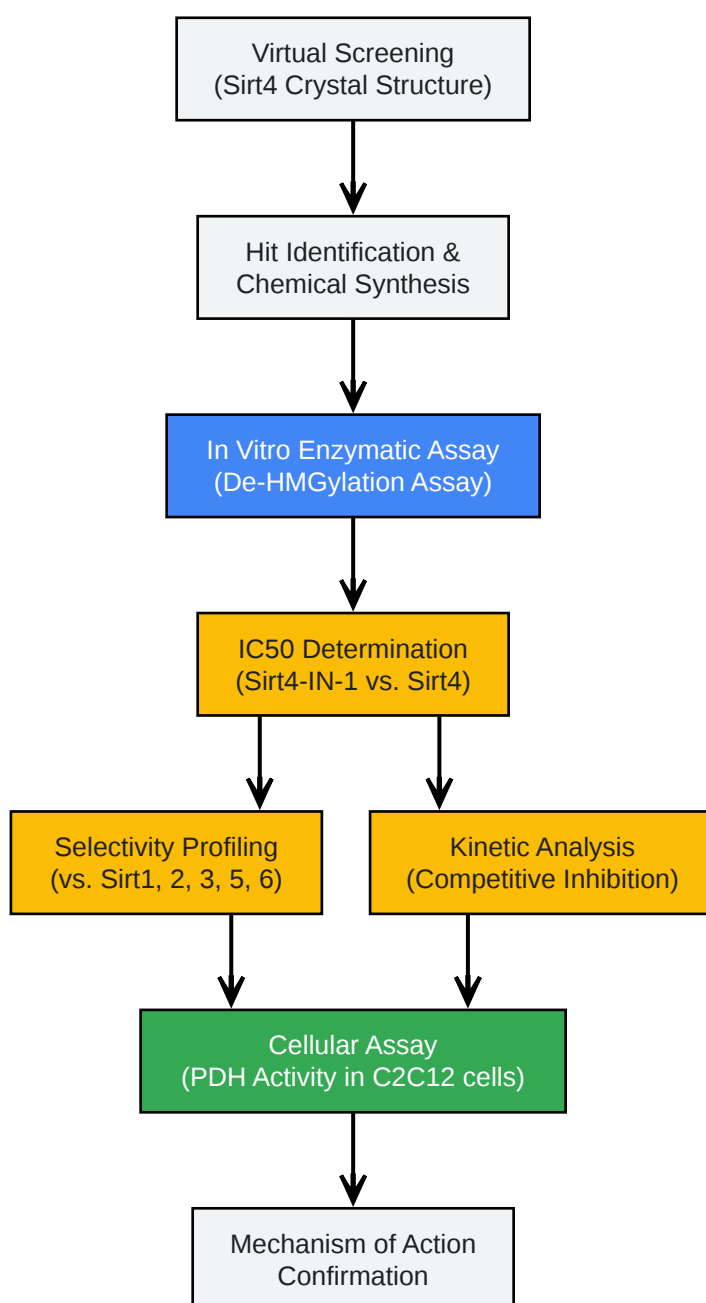 Virtual Screening
(Sirt4 Crystal Structure)
Hit Identification &
Chemical Synthesis
In Vitro Enzymatic Assay
(De-HMGylation Assay)
IC50 Determination
(Sirt4-IN-1 vs. Sirt4)
Selectivity Profiling
(vs. Sirt1, 2, 3, 5, 6)
Kinetic Analysis
(Competitive Inhibition)
Cellular Assay
(PDH Activity in C2C12 cells)
Mechanism of Action
Confirmation